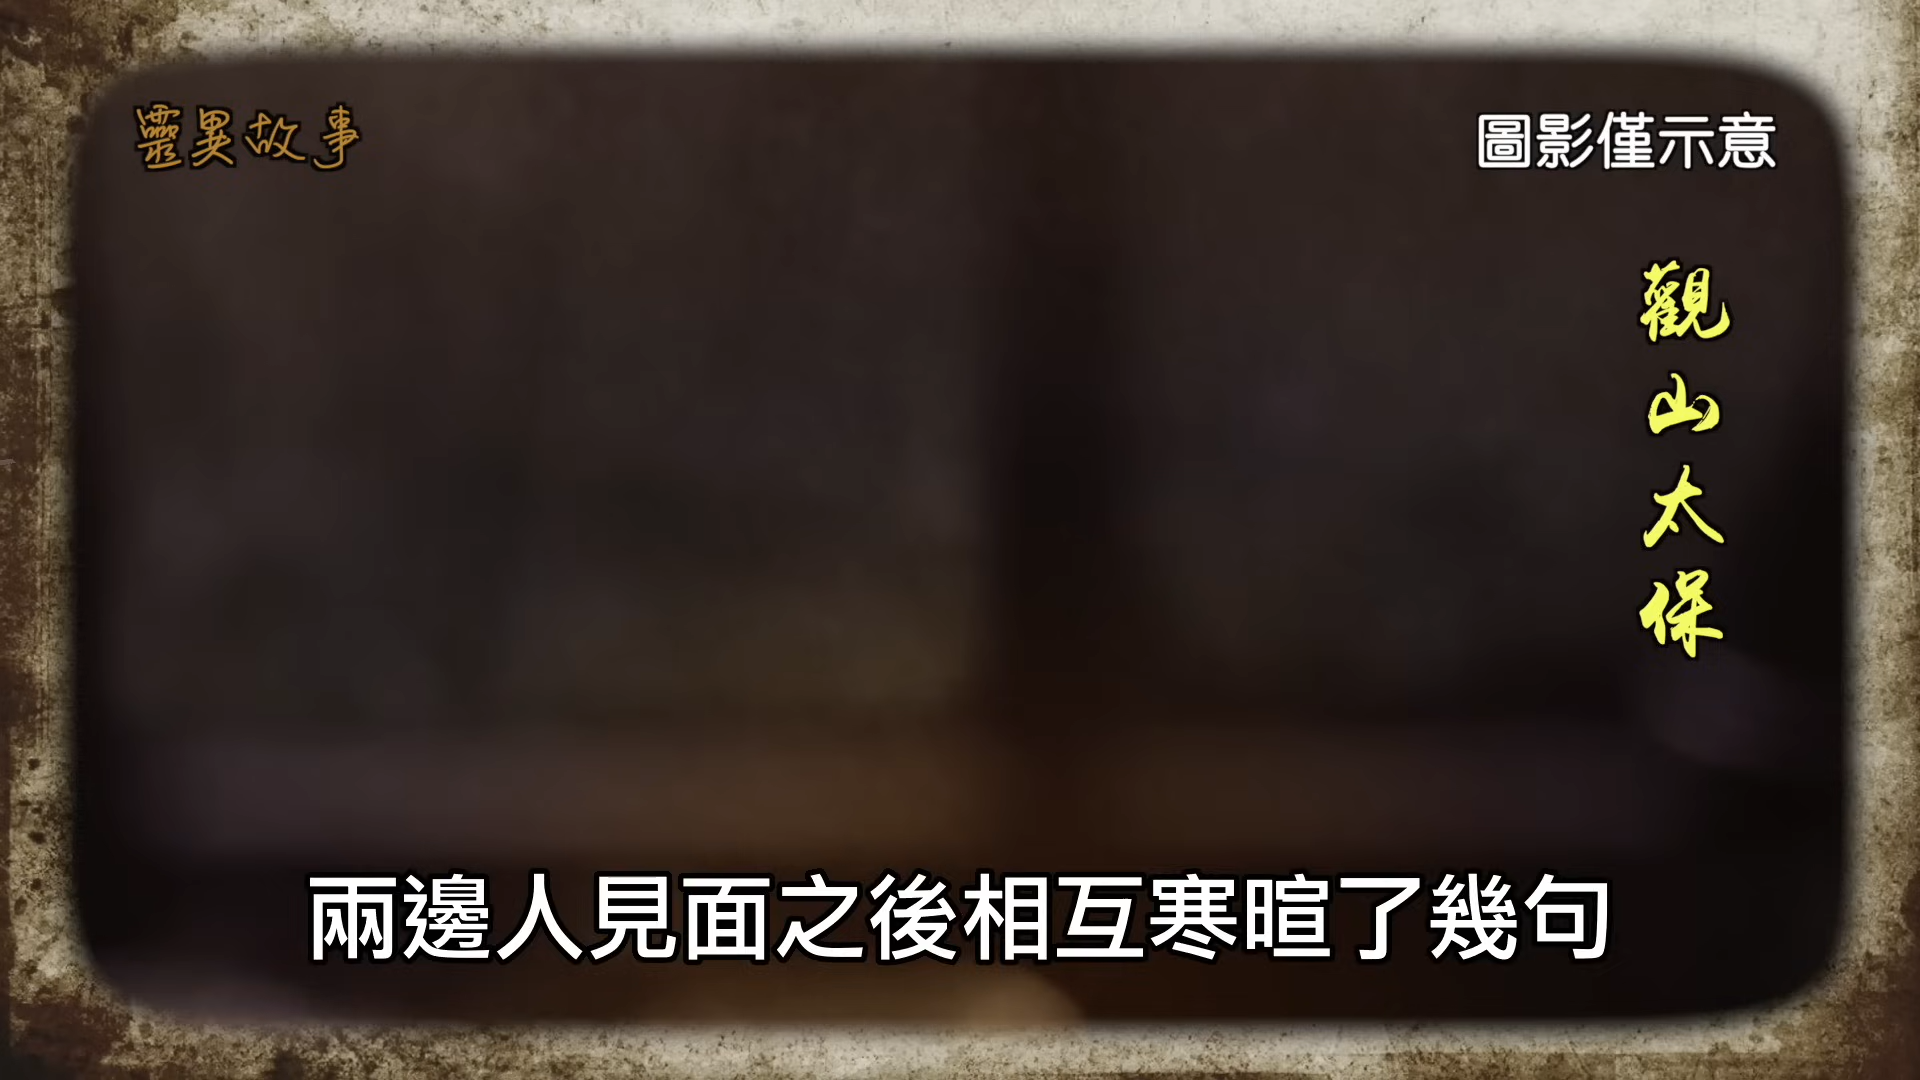 靈異故事
圖影僅示意
觀山太保
兩邊人見面之後相互寒暄了幾句